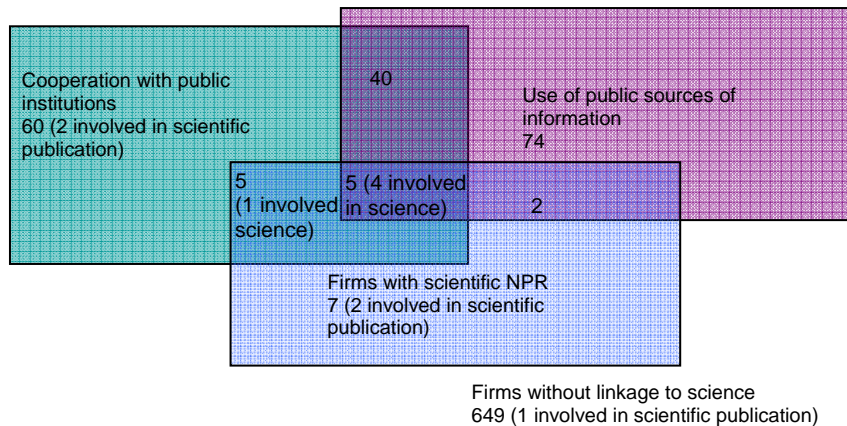 Cooperation with public
institutions
60 (2 involved in scientific
publication)
40
Use of public sources of
information
74
5
(1 involved
science)
5 (4 involved
in science)
2
Firms with scientific NPR
7 (2 involved in scientific
publication)
Firms without linkage to science
649 (1 involved in scientific publication)